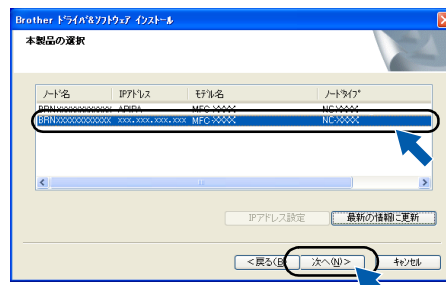 Brother ﾄﾞﾗｲﾊﾞ&ｿﾌﾄｳｪｱ ｲﾝｽﾄｰﾙ
本製品の選択
ﾉｰﾄﾞ名 IPｱﾄﾞﾚｽ ﾓﾃﾞﾙ名 ﾉｰﾄﾞﾀｲﾌﾟ
BRNXXXXXXXXXXXX APIPA MFC-XXXX NC-XXXX
BRNXXXXXXXXXXXX xxx.xxx.xxx.xxx MFC-XXXX NC-XXXX
IPｱﾄﾞﾚｽ設定 最新の情報に更新
<戻る(B) 次へ(N)> ｷｬﾝｾﾙ